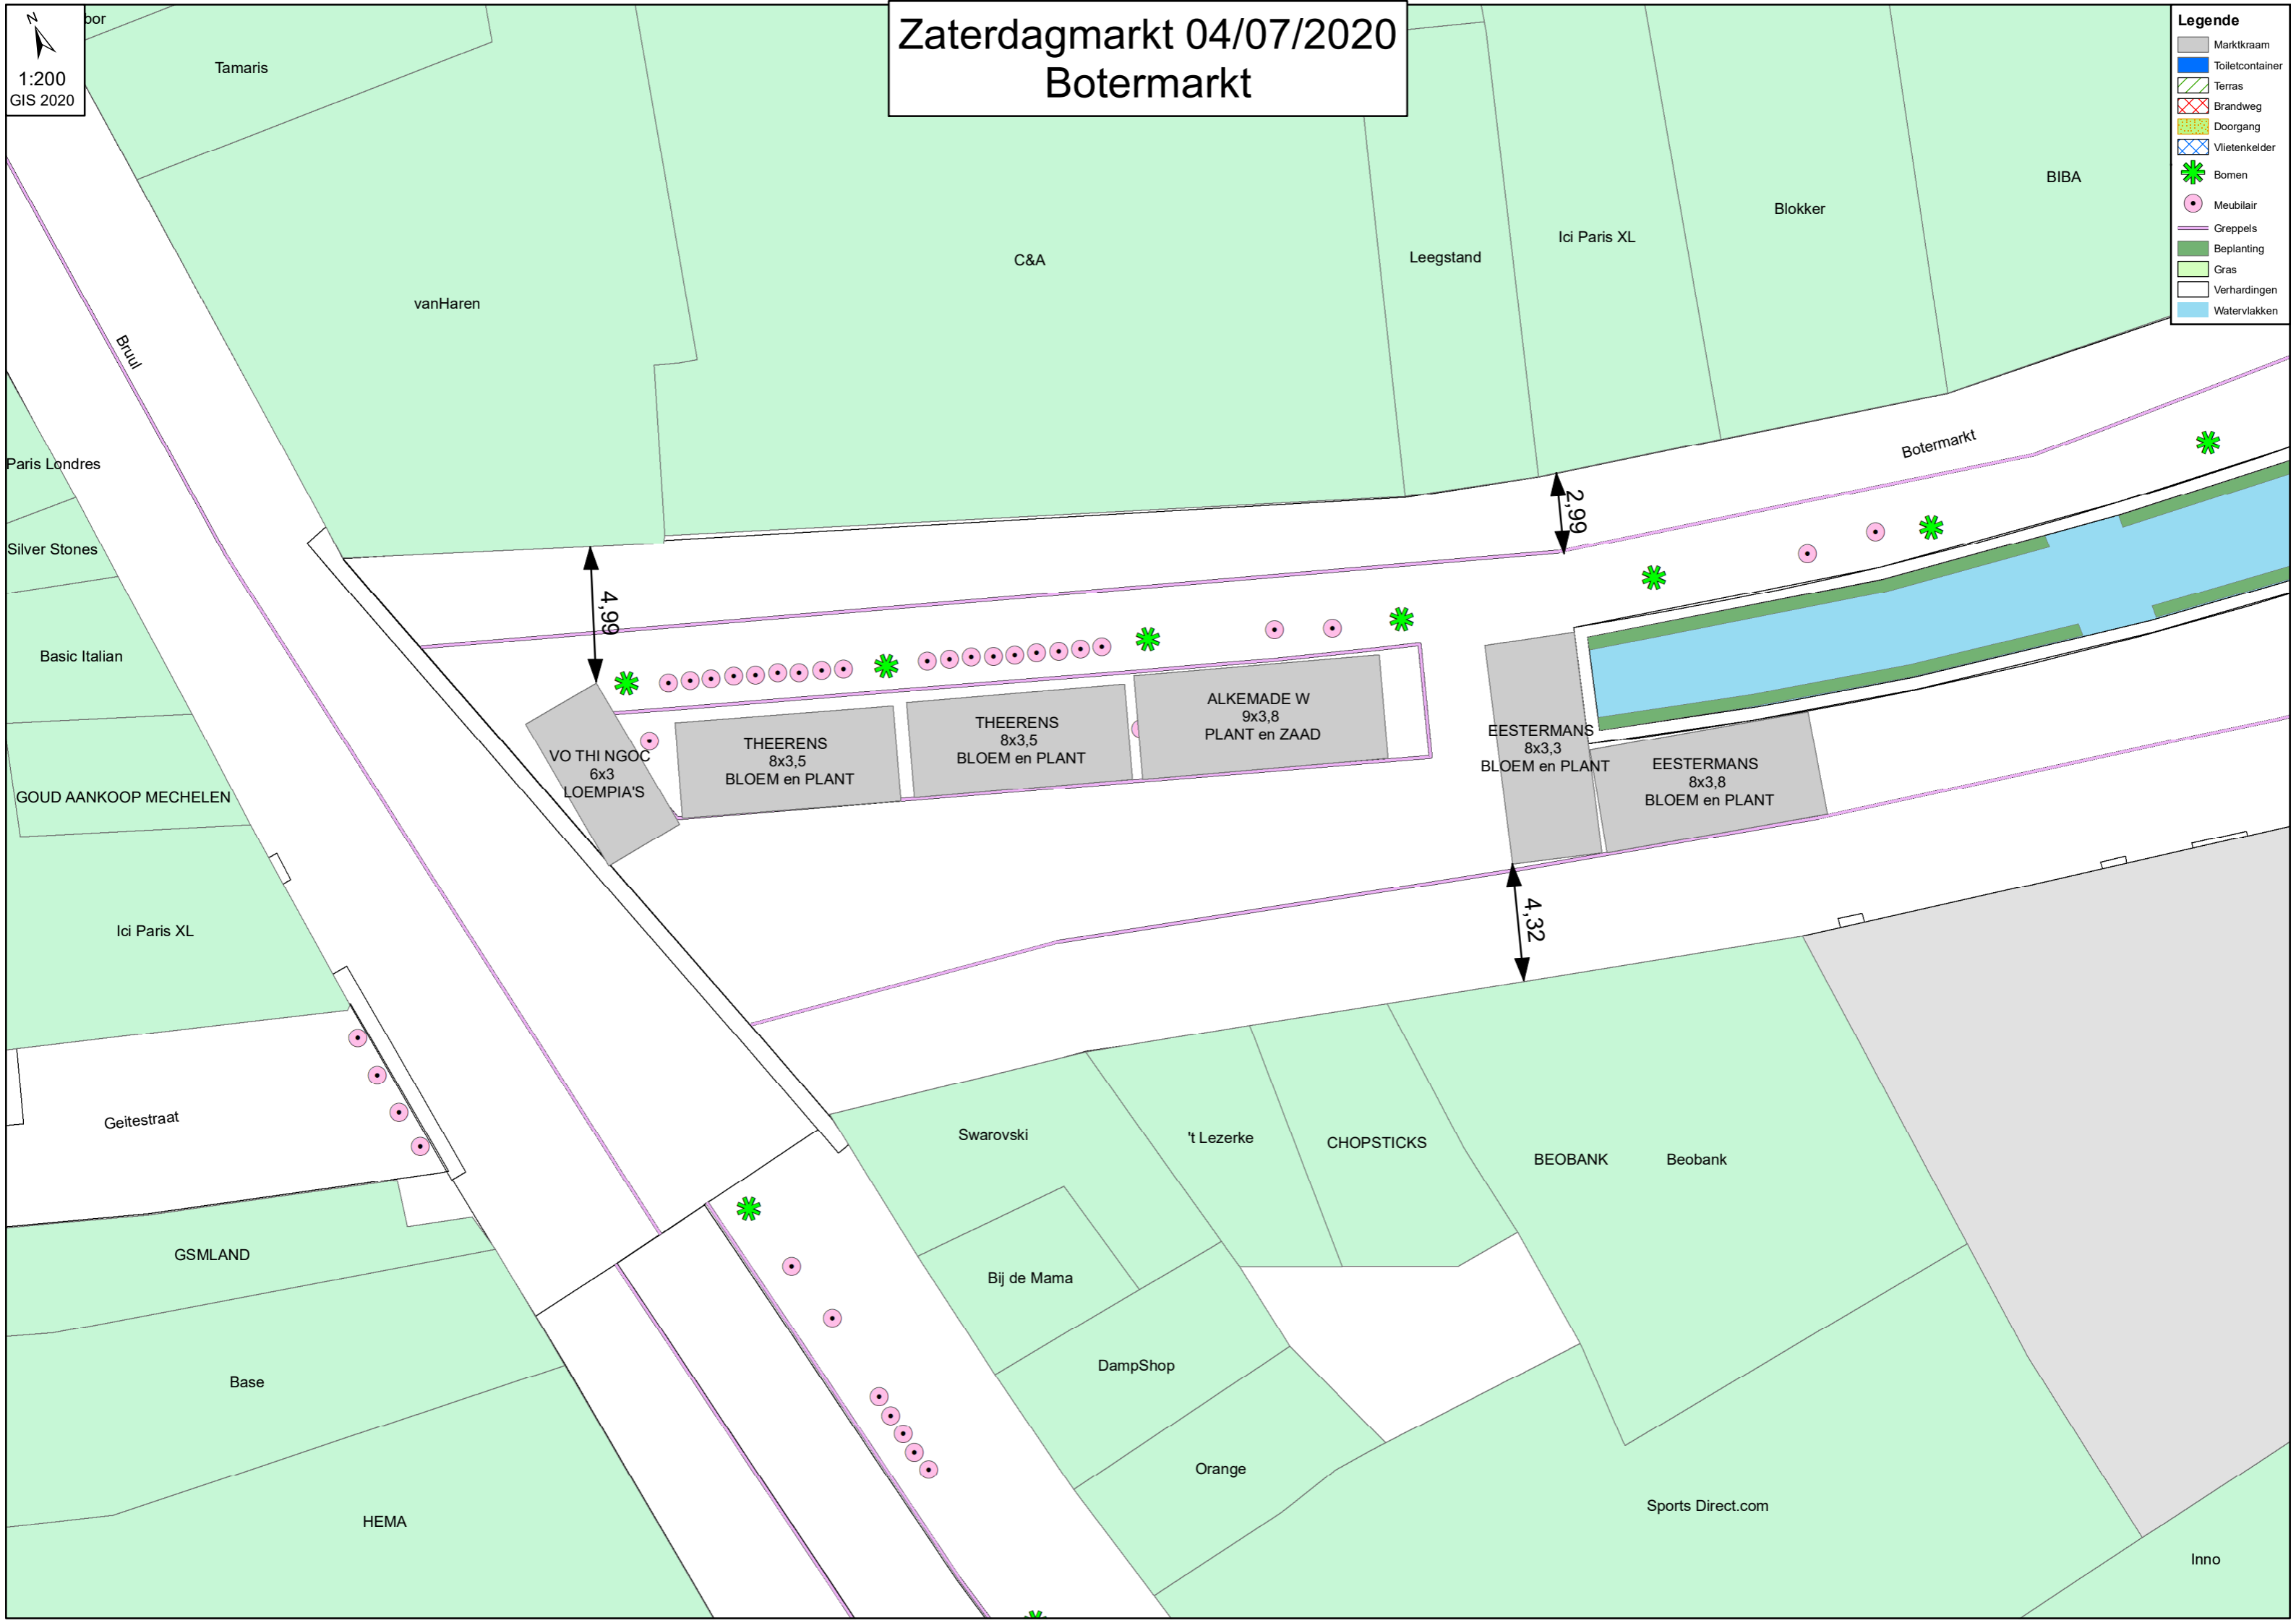 N
1:200
GIS 2020
bor
Zaterdagmarkt 04/07/2020
Botermarkt
Legende
Marktkraam
Toiletcontainer
Terras
Brandweg
Doorgang
Vlietenkelder
Bomen
Meubilair
Greppels
Beplanting
Gras
Verhardingen
Watervlakken
Tamaris
vanHaren
C&A
Leegstand
Ici Paris XL
Blokker
BIBA
Bruul
Botermarkt
Paris Londres
Silver Stones
Basic Italian
GOUD AANKOOP MECHELEN
Ici Paris XL
Geitestraat
GSMLAND
Base
HEMA
4,99
2,99
4,32
VO THI NGOC
6x3
LOEMPIA'S
THEERENS
8x3,5
BLOEM en PLANT
THEERENS
8x3,5
BLOEM en PLANT
ALKEMADE W
9x3,8
PLANT en ZAAD
EESTERMANS
8x3,3
BLOEM en PLANT
EESTERMANS
8x3,8
BLOEM en PLANT
Swarovski
't Lezerke
CHOPSTICKS
BEOBANK
Beobank
Bij de Mama
DampShop
Orange
Sports Direct.com
Inno